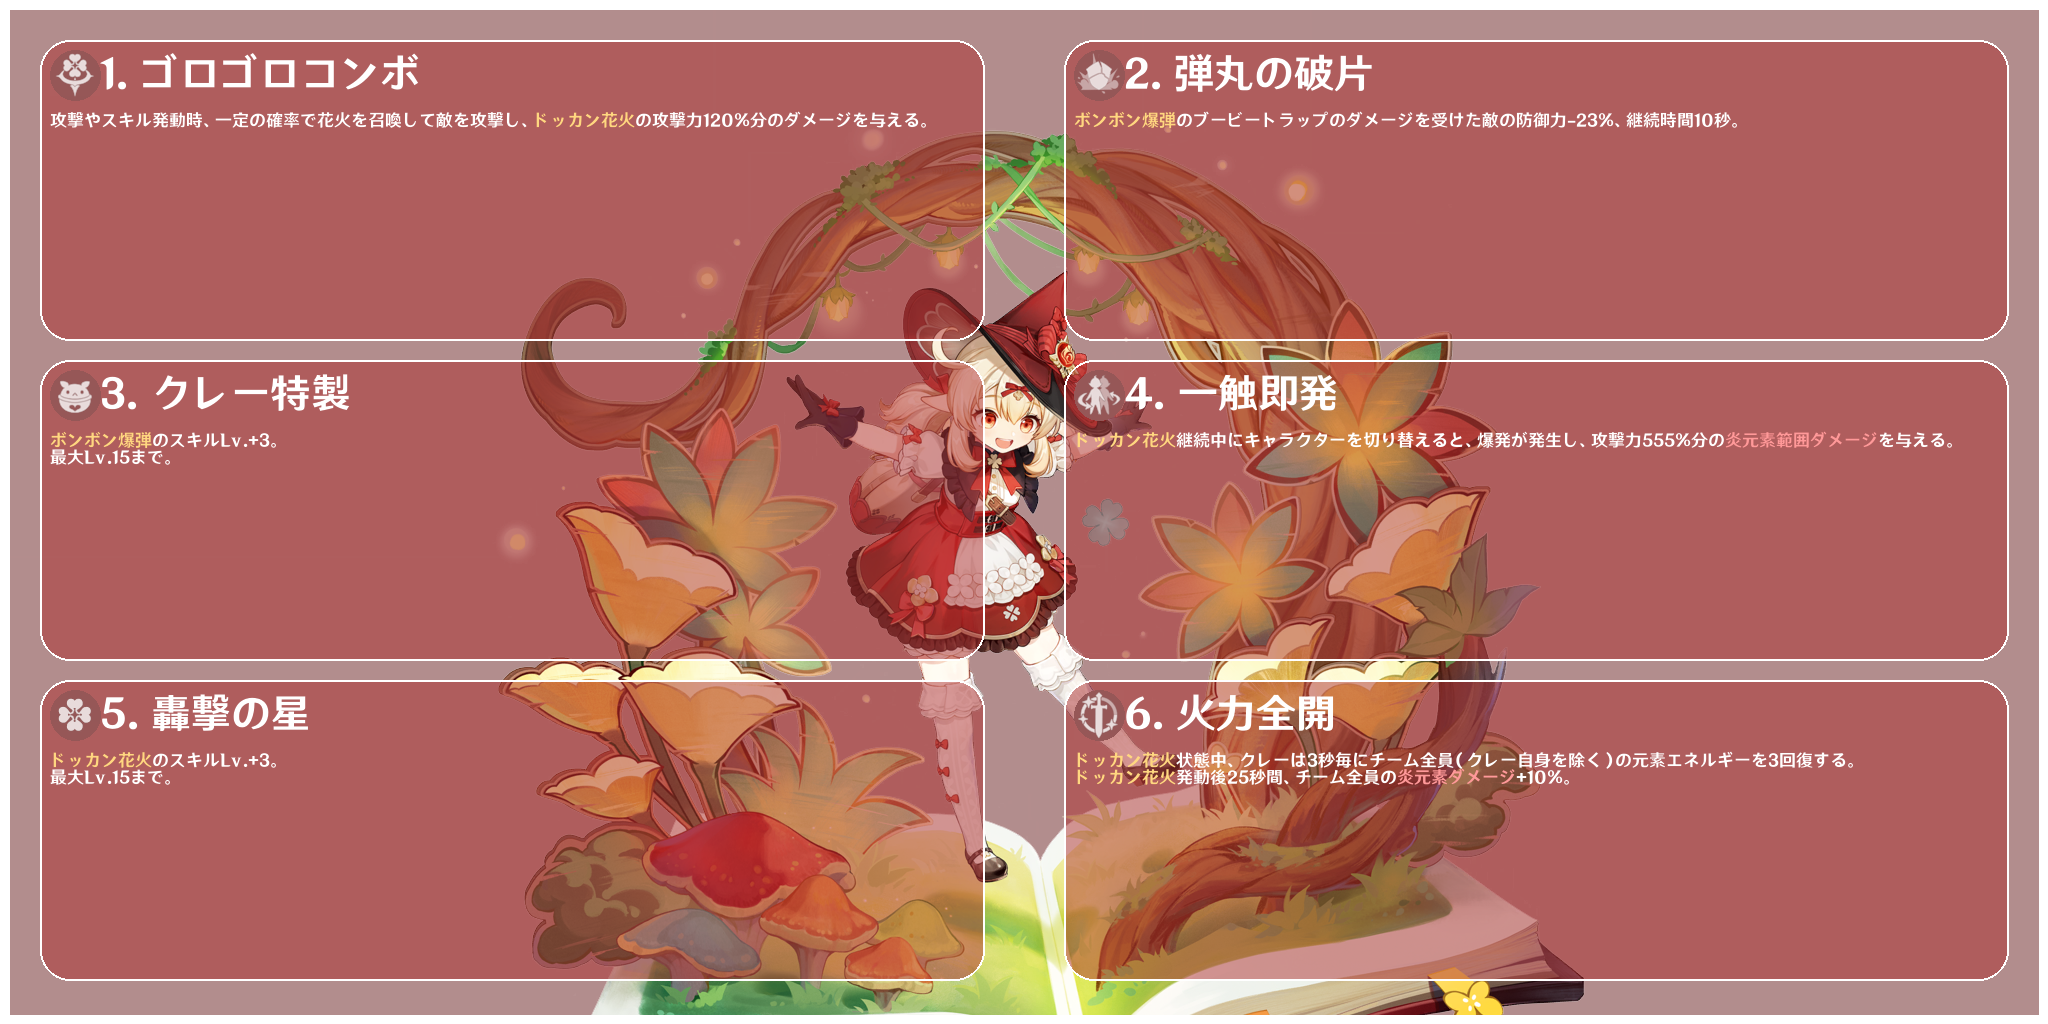 1. ゴロゴロコンボ
攻撃やスキル発動時、一定の確率で花火を召喚して敵を攻撃し、ドッカン花火の攻撃力120%分のダメージを与える。
2. 弾丸の破片
ボンボン爆弾のブービートラップのダメージを受けた敵の防御力-23%、継続時間10秒。
3. クレー特製
ボンボン爆弾のスキルLv.+3。
最大Lv.15まで。
4. 一触即発
ドッカン花火継続中にキャラクターを切り替えると、爆発が発生し、攻撃力555%分の炎元素範囲ダメージを与える。
5. 轟撃の星
ドッカン花火のスキルLv.+3。
最大Lv.15まで。
6. 火力全開
ドッカン花火状態中、クレーは3秒毎にチーム全員(クレー自身を除く)の元素エネルギーを3回復する。
ドッカン花火発動後25秒間、チーム全員の炎元素ダメージ+10%。